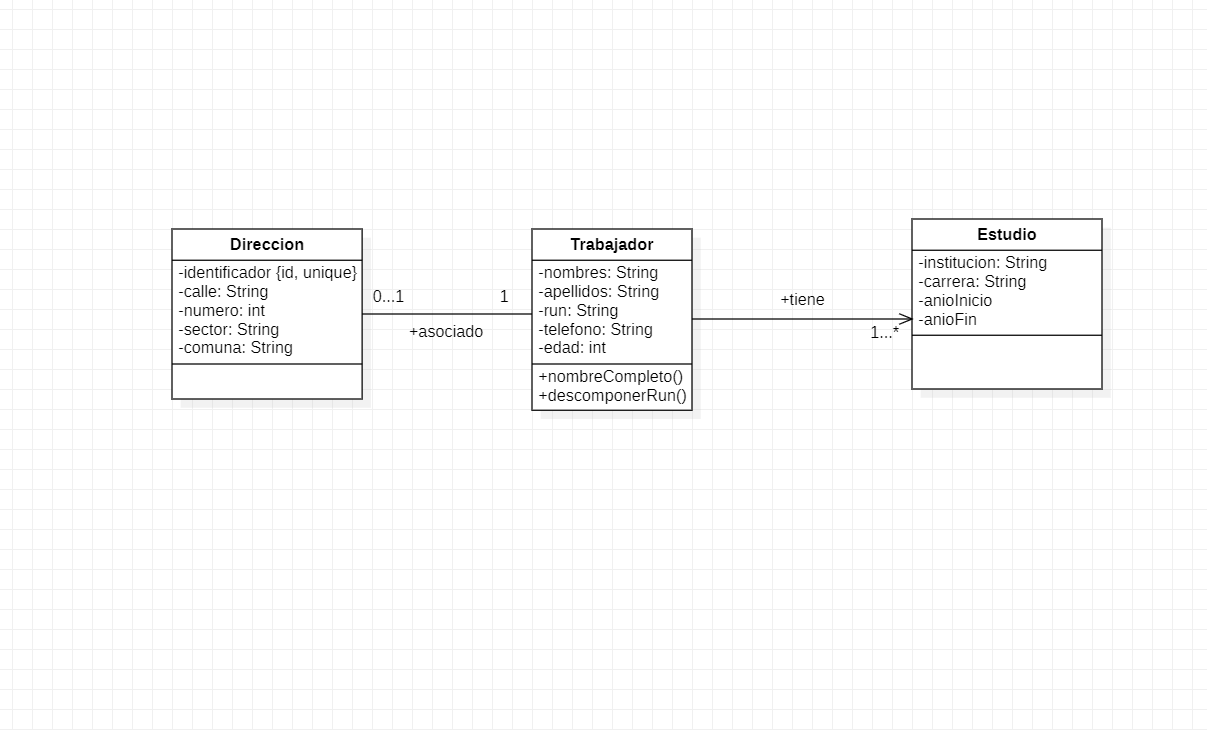 Direccion
-identificador {id, unique}
-calle: String
-numero: int
-sector: String
-comuna: String
0...1
1
+asociado
Trabajador
-nombres: String
-apellidos: String
-run: String
-telefono: String
-edad: int
+nombreCompleto()
+descomponerRun()
+tiene
1...*
Estudio
-institucion: String
-carrera: String
-anioInicio
-anioFin